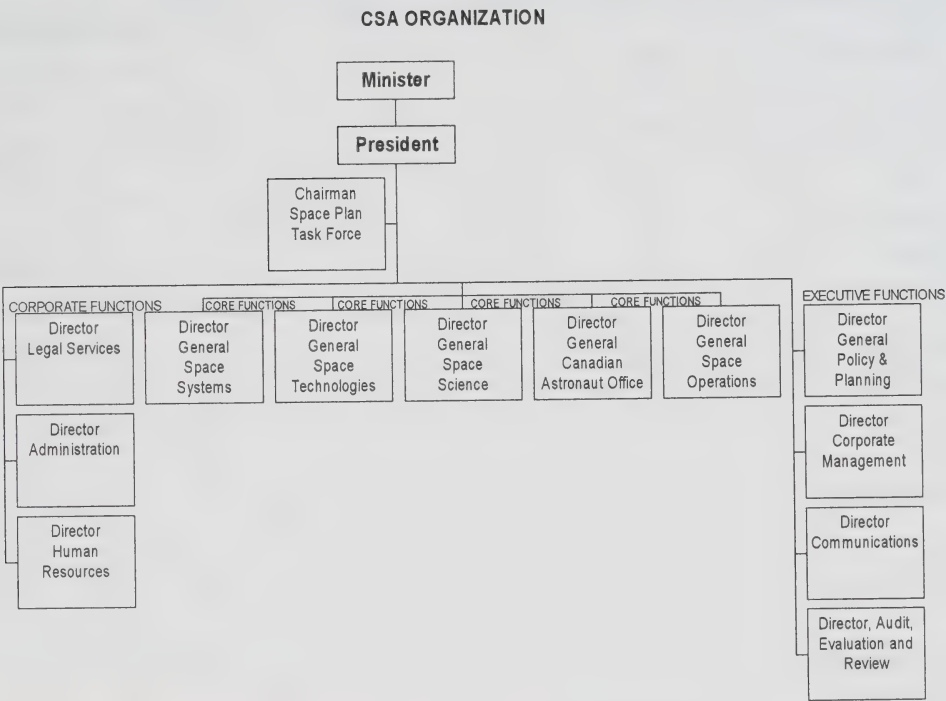 CSA ORGANIZATION
Minister
President
Chairman
Space Plan
Task Force
CORPORATE FUNCTIONS
Director
Legal Services
Director
Administration
Director
Human
Resources
CORE FUNCTIONS
CORE FUNCTIONS
CORE FUNCTIONS
CORE FUNCTIONS
Director
General
Space
Systems
Director
General
Space
Technologies
Director
General
Space
Science
Director
General
Canadian
Astronaut Office
Director
General
Space
Operations
EXECUTIVE FUNCTIONS
Director
General
Policy &
Planning
Director
Corporate
Management
Director
Communications
Director, Audit,
Evaluation and
Review